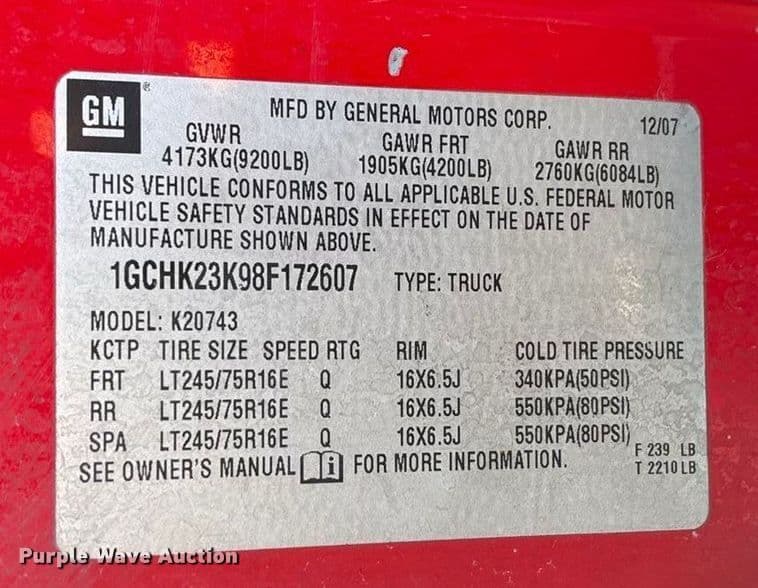 GM ®
MFD BY GENERAL MOTORS CORP. 12/07
GVWR GAWR FRT GAWR RR
4173KG(9200LB) 1905KG(4200LB) 2760KG(6084LB)
THIS VEHICLE CONFORMS TO ALL APPLICABLE U.S. FEDERAL MOTOR
VEHICLE SAFETY STANDARDS IN EFFECT ON THE DATE OF
MANUFACTURE SHOWN ABOVE.
1GCHK23K98F172607 TYPE: TRUCK
MODEL: K20743
KCTP TIRE SIZE SPEED RTG RIM COLD TIRE PRESSURE
FRT LT245/75R16E Q 16X6.5J 340KPA(50PSI)
RR LT245/75R16E Q 16X6.5J 550KPA(80PSI)
SPA LT245/75R16E Q 16X6.5J 550KPA(80PSI)
F 239 LB
SEE OWNER'S MANUAL i FOR MORE INFORMATION.
T 2210 LB
Purple Wave Auction